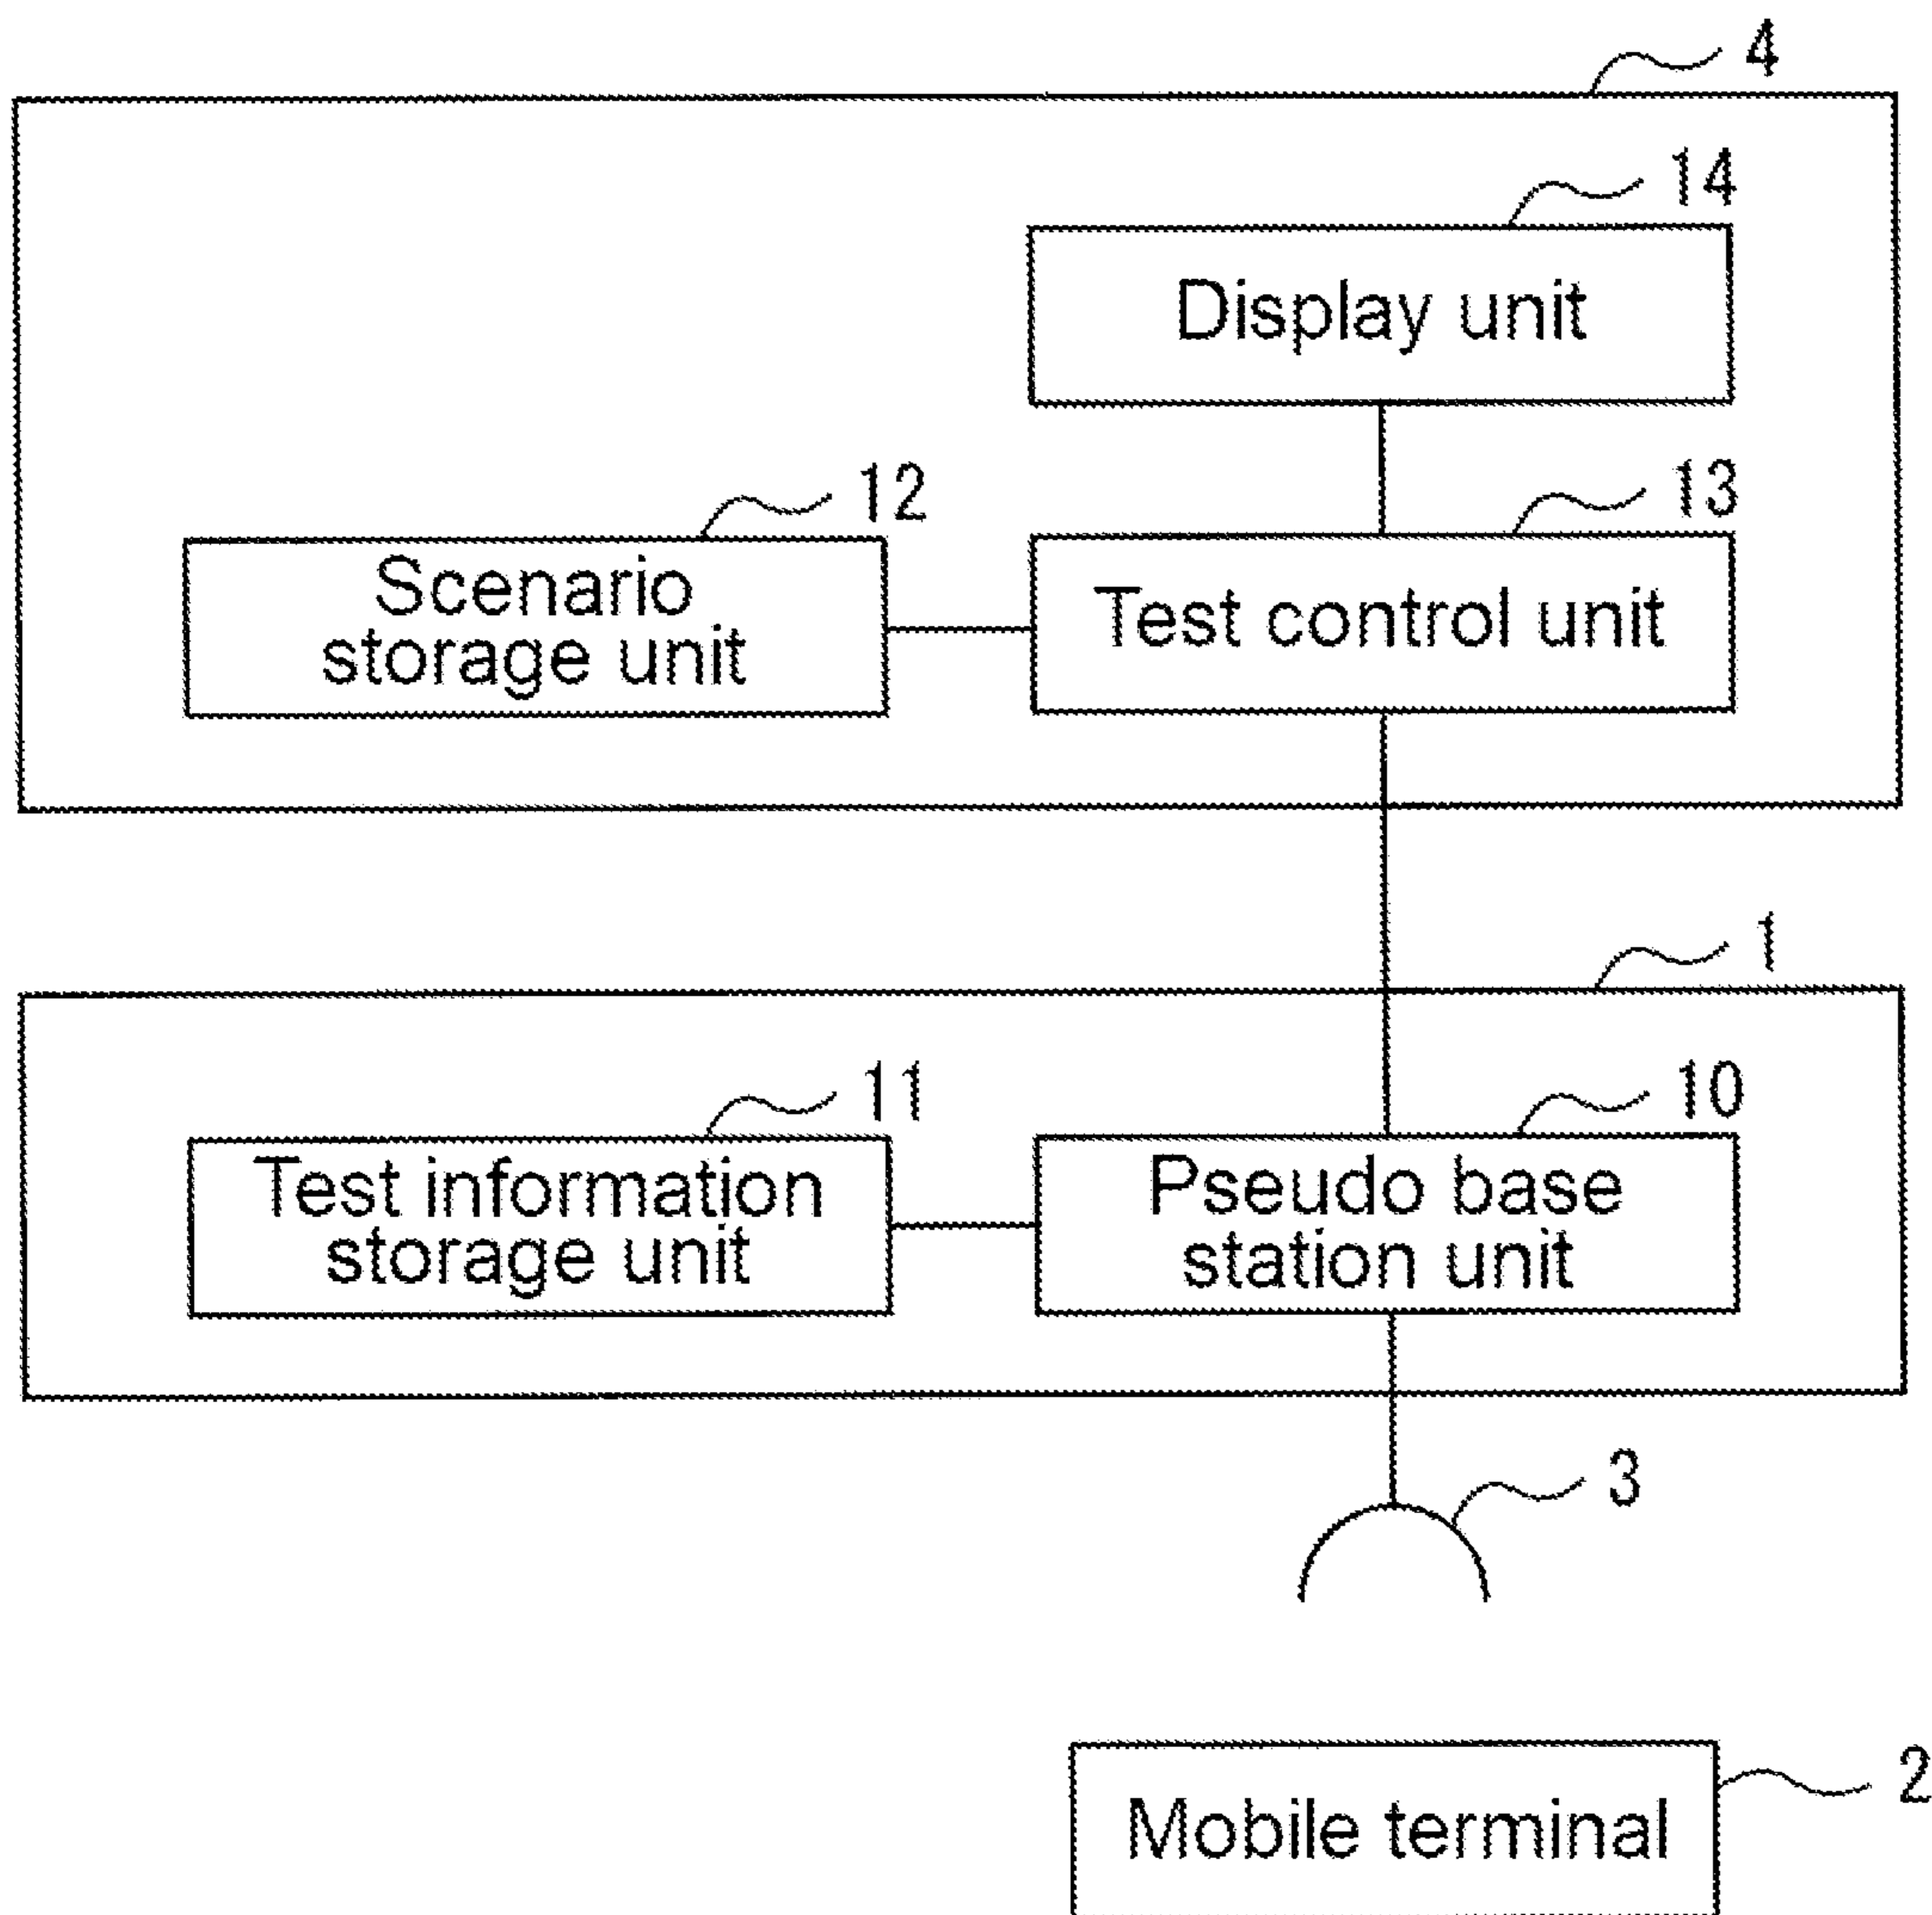 4
14
Display unit
12
13
Scenario
storage unit
Test control unit
1
11
10
Test information
storage unit
Pseudo base
station unit
3
2
Mobile terminal